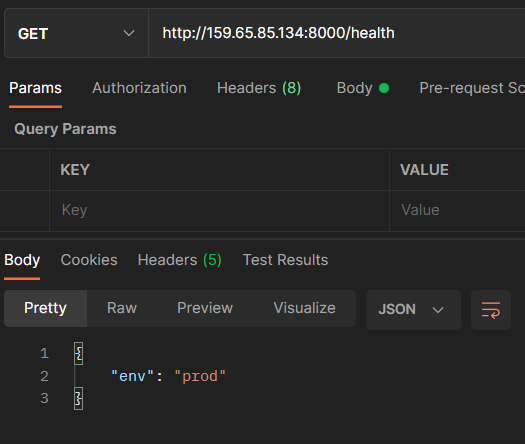 GET http://159.65.85.134:8000/health
Params Authorization Headers (8) Body Pre-request Sc
Query Params
KEY VALUE
Key Value
Body Cookies Headers (5) Test Results
Pretty Raw Preview Visualize JSON
1 {
2 "env": "prod"
3 }